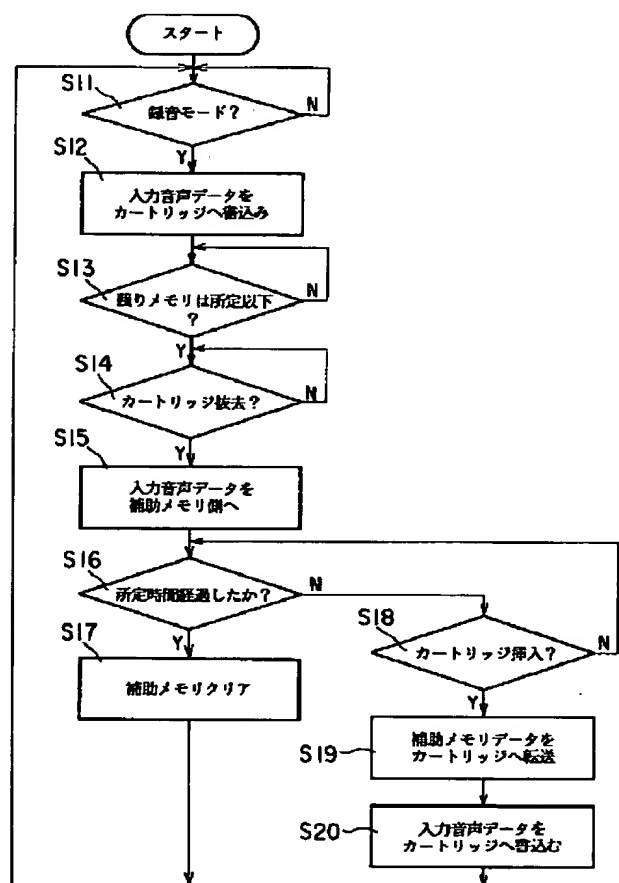 スタート
S11
録音モード?
N
Y
S12
入力音声データを
カートリッジへ書込み
S13
残りメモリは所定以下
?
N
Y
S14
カートリッジ抜去?
N
Y
S15
入力音声データを
補助メモリ側へ
S16
所定時間経過したか?
N
Y
S17
補助メモリクリア
S18
カートリッジ挿入?
N
Y
S19
補助メモリデータを
カートリッジへ転送
S20
入力音声データを
カートリッジへ書込む